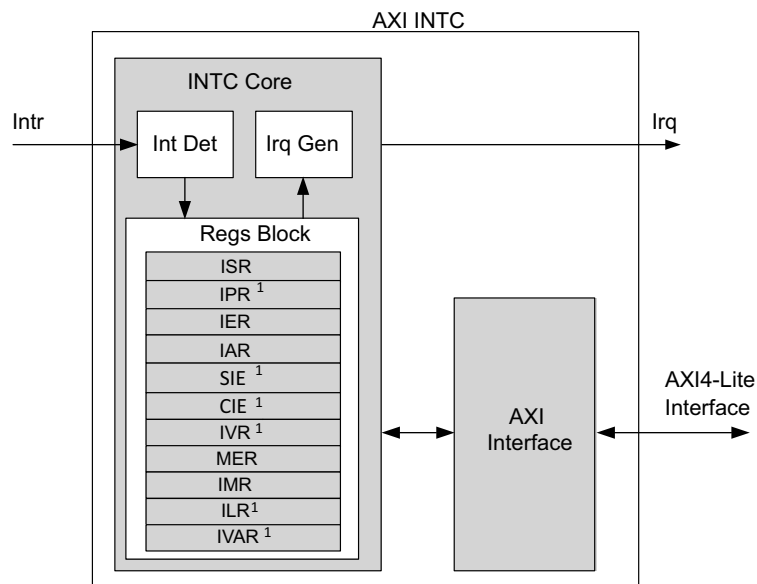 AXI INTC
INTC Core
Intr
Int Det
Irq Gen
Irq
Regs Block
ISR
IPR 1
IER
IAR
SIE 1
CIE 1
IVR 1
MER
IMR
ILR1
IVAR 1
AXI
Interface
AXI4-Lite
Interface